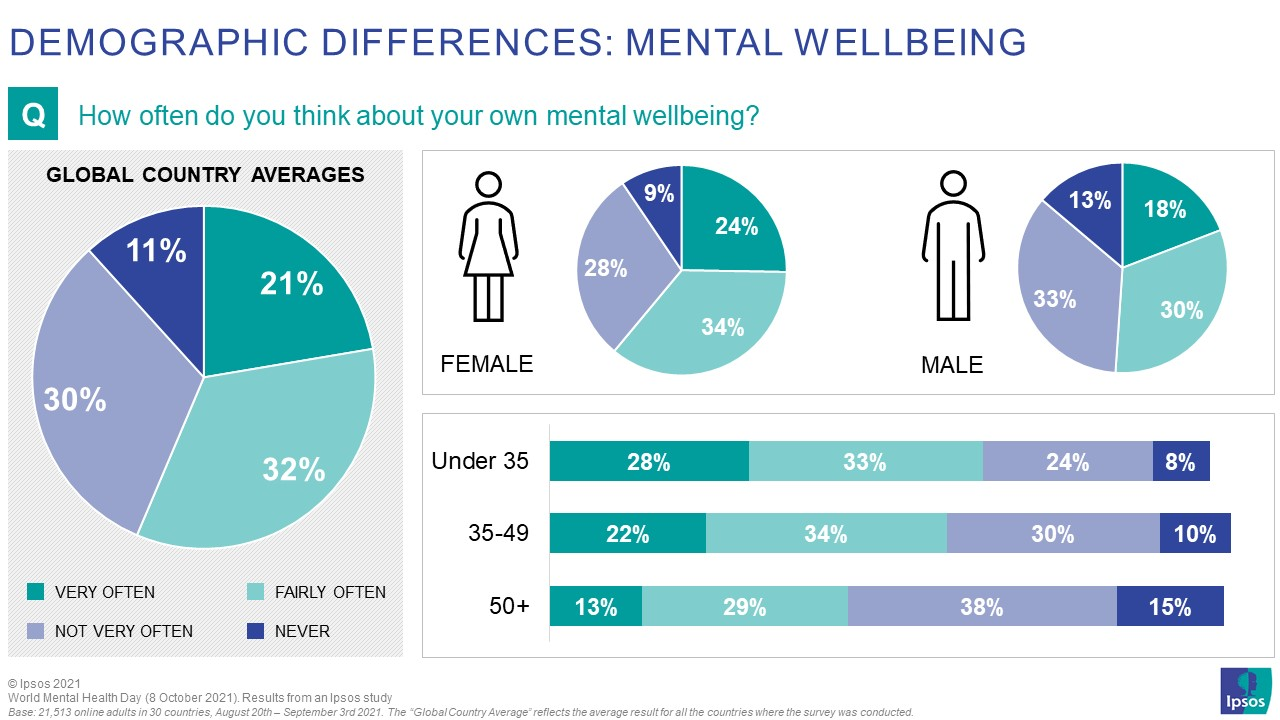 DEMOGRAPHIC DIFFERENCES: MENTAL WELLBEING
Q
How often do you think about your own mental wellbeing?
GLOBAL COUNTRY AVERAGES
11%
21%
30%
32%
VERY OFTEN
FAIRLY OFTEN
NOT VERY OFTEN
NEVER
FEMALE
9%
24%
28%
34%
MALE
13%
18%
33%
30%
Under 35
28%
33%
24%
8%
35-49
22%
34%
30%
10%
50+
13%
29%
38%
15%
© Ipsos 2021
World Mental Health Day (8 October 2021). Results from an Ipsos study
Base: 21,513 online adults in 30 countries, August 20th – September 3rd 2021. The “Global Country Average” reflects the average result for all the countries where the survey was conducted.
Ipsos